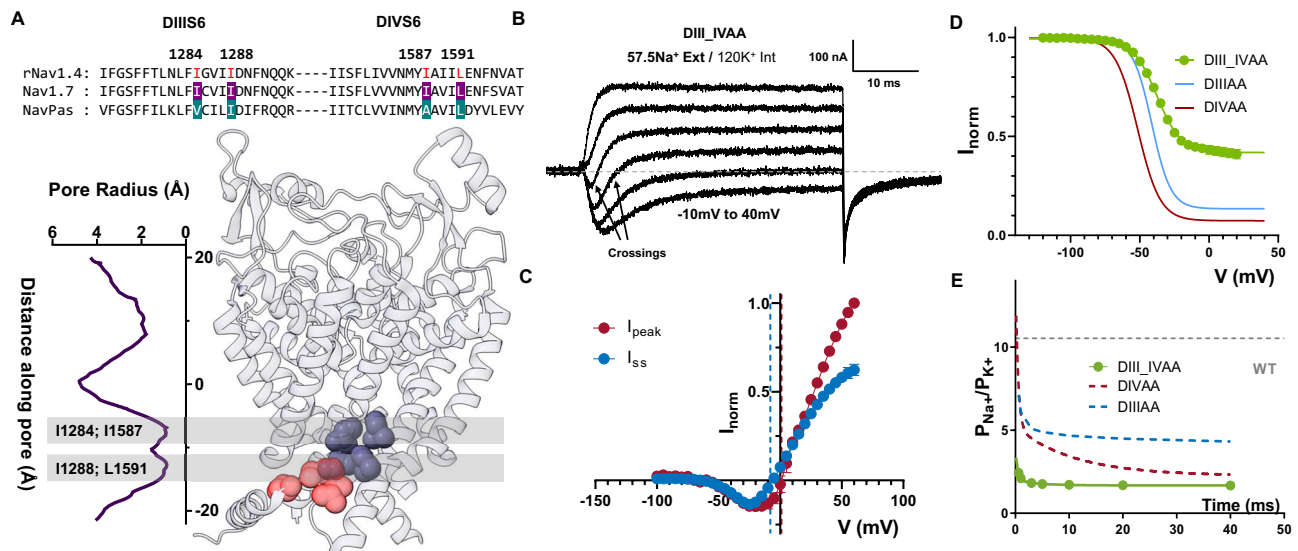 A
DIIIS6 DIVS6
1284 1288 1587 1591
rNav1.4: IFGSFFTLNLFIGVIIDNFNQQK----IISFLIVVNMYIAIILENFNVAT
Nav1.7 : IFGSFFTLNLFIGVIIDNFNQQK----IISFLIVVNMYIAVILENFSVAT
NavPas : VFGSFFILKLFVCILIDIFRQQR----IITCLVVINMYAAVILDYVLEVY
Pore Radius (Å)
6 4 2 0
20
0
-20
Distance along pore (Å)
I1284; I1587
I1288; L1591
B
DIII_IVAA
57.5Na+ Ext / 120K+ Int
100 nA
10 ms
-10mV to 40mV
Crossings
C
Ipeak
Iss
1.0
0.5
Inorm
-150 -100 -50 0 50 100
V (mV)
D
1.0
0.5
0.0
Inorm
DIII_IVAA
DIIIAA
DIVAA
-100 -50 0
V (mV)
E
10
5
0
PNa+/PK+
WT
DIII_IVAA
DIVAA
DIIIAA
Time (ms)
0 10 20 30 40 50